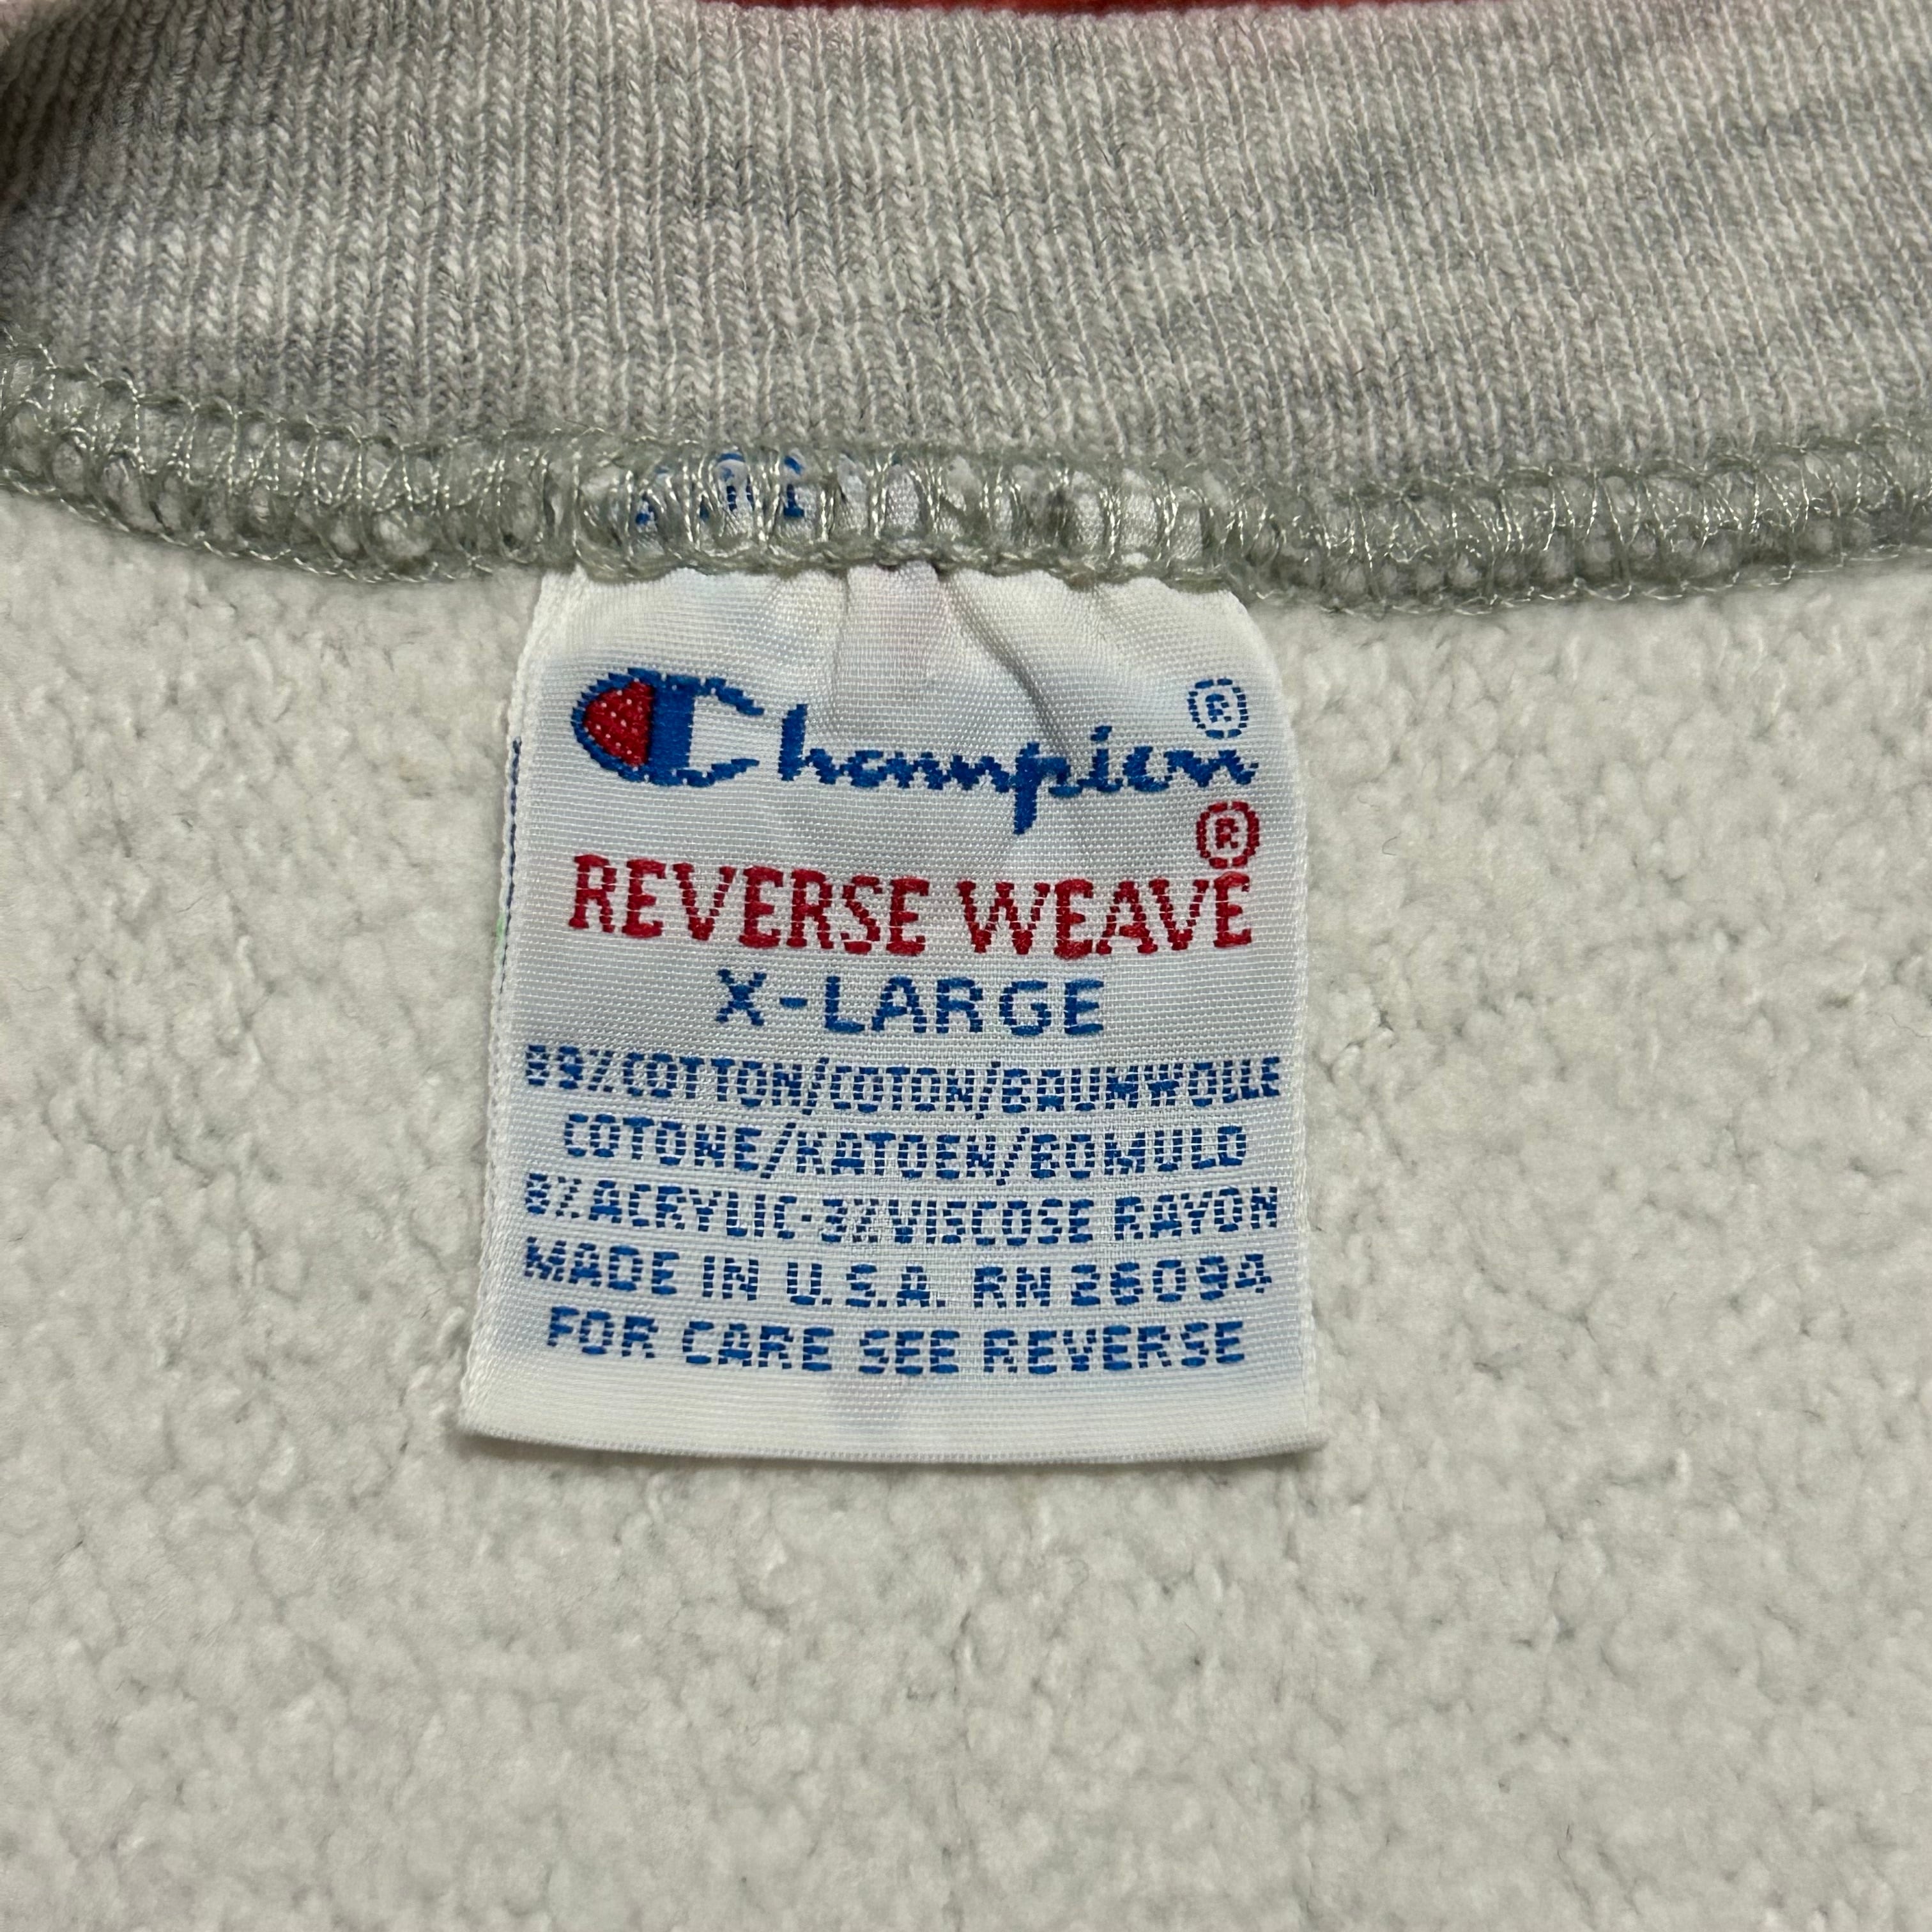 Champion®
REVERSE WEAVE®
X-LARGE
89%COTTON/COTON/BAUMWOLLE
COTONE/KATOEN/BOMULD
8%ACRYLIC-3%VISCOSE RAYON
MADE IN U.S.A. RN 26094
FOR CARE SEE REVERSE